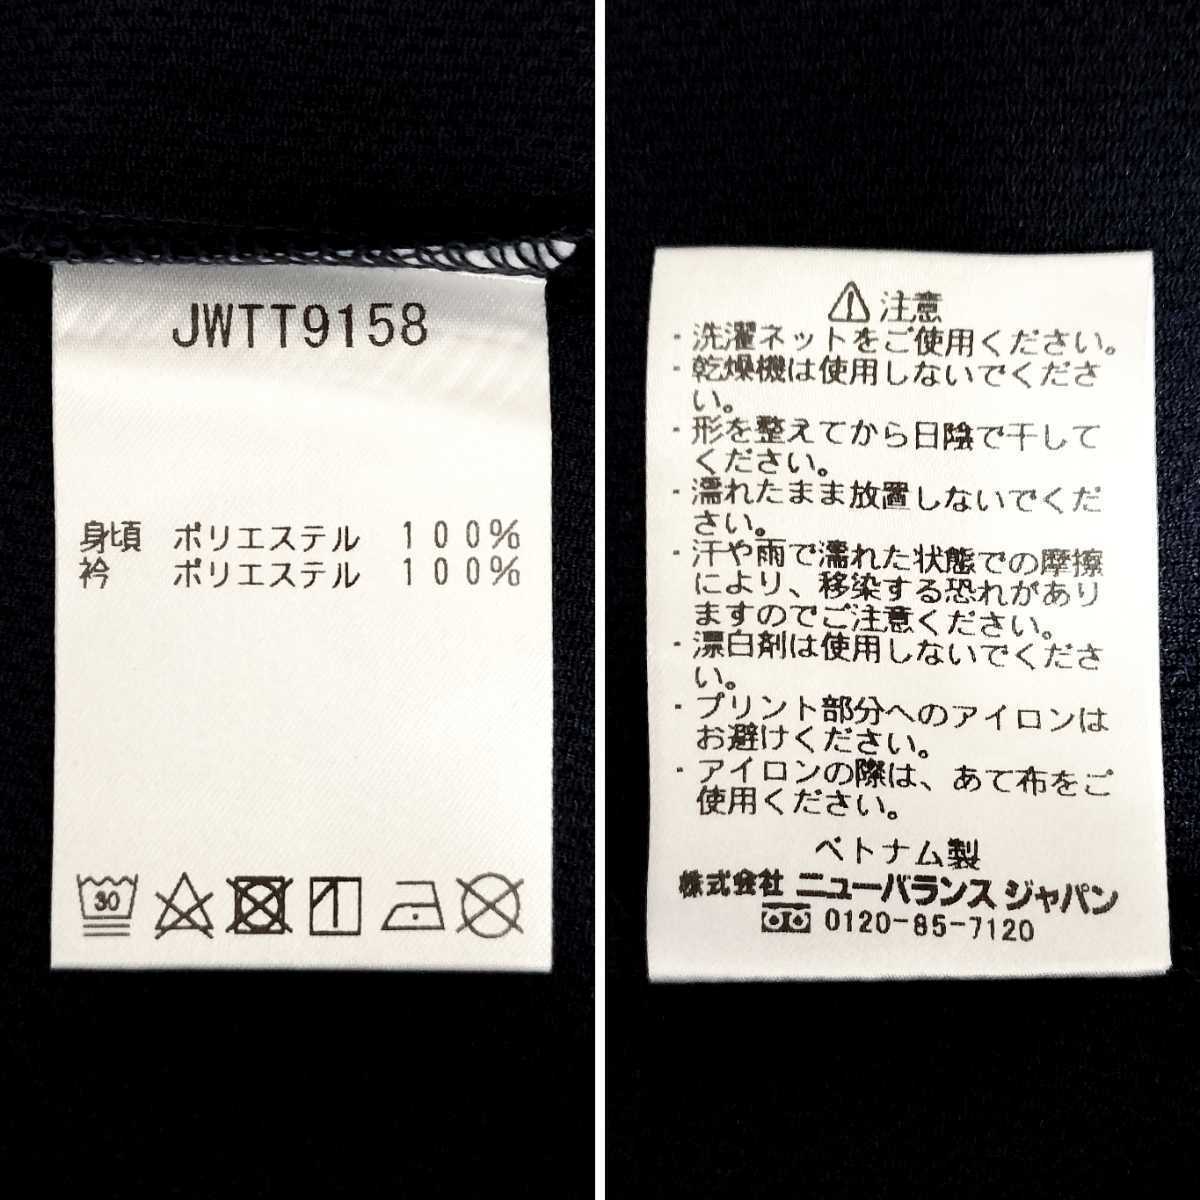 JWTT9158
身頃 ポリエステル 100%
衿 ポリエステル 100%
30
注意
・洗濯ネットをご使用ください。
・乾燥機は使用しないでくださ
い。
・形を整えてから日陰で干して
ください。
・濡れたまま放置しないでくだ
さい。
・汗や雨で濡れた状態での摩擦
により、移染する恐れがあり
ますのでご注意ください。
・漂白剤は使用しないでくださ
い。
・プリント部分へのアイロンは
お避けください。
・アイロンの際は、あて布をご
使用ください。
ベトナム製
株式会社 ニューバランス ジャパン
0120-85-7120